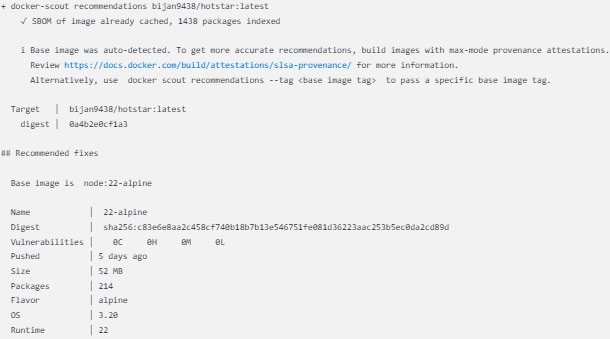 + docker-scout recommendations bijan9438/hotstar:latest
✓ SBOM of image already cached, 1438 packages indexed
i Base image was auto-detected. To get more accurate recommendations, build images with max-mode provenance attestations.
Review https://docs.docker.com/build/attestations/slsa-provenance/ for more information.
Alternatively, use docker scout recommendations --tag <base image tag> to pass a specific base image tag.
Target │ bijan9438/hotstar:latest
digest │ 0a4b2e0cf1a3
## Recommended fixes
Base image is node:22-alpine
Name │ 22-alpine
Digest │ sha256:c83e6e8aa2c458cf740b18b7b13e546751fe081d36223aac253b5ec0da2cd89d
Vulnerabilities │ 0C 0H 0M 0L
Pushed │ 5 days ago
Size │ 52 MB
Packages │ 214
Flavor │ alpine
OS │ 3.20
Runtime │ 22